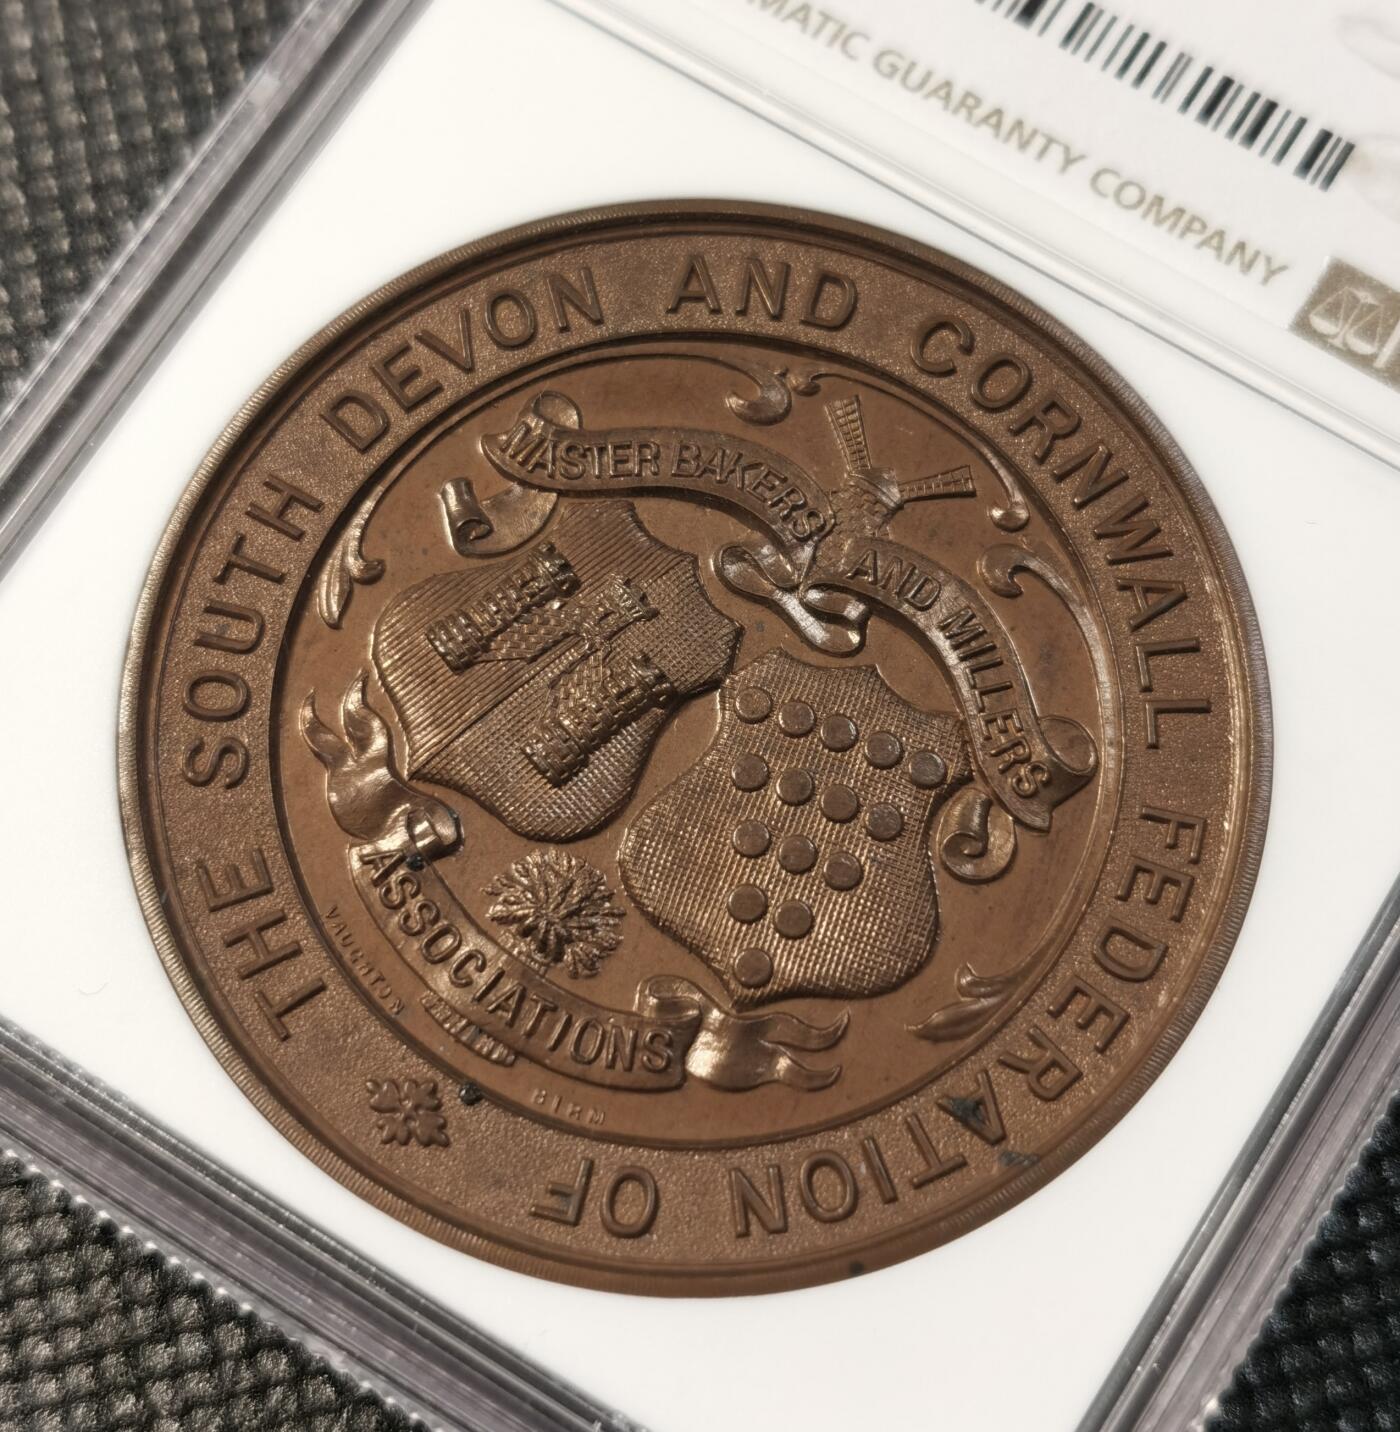 MATIC GUARANTY COMPANY
THE SOUTH DEVON AND CORNWALL FEDERATION OF
MASTER BAKERS AND MILLERS
ASSOCIATIONS
VAUGHTON BIRM